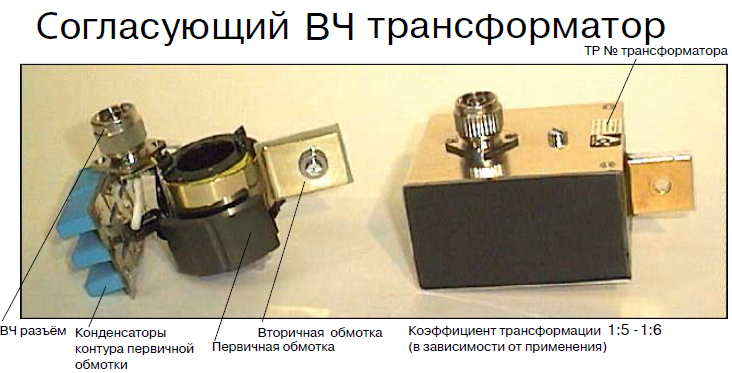 Согласующий ВЧ трансформатор
ТР № трансформатора
ВЧ разъём
Конденсаторы
контура первичной
обмотки
Вторичная обмотка
Первичная обмотка
Коэффициент трансформации 1:5 - 1:6
(в зависимости от применения)